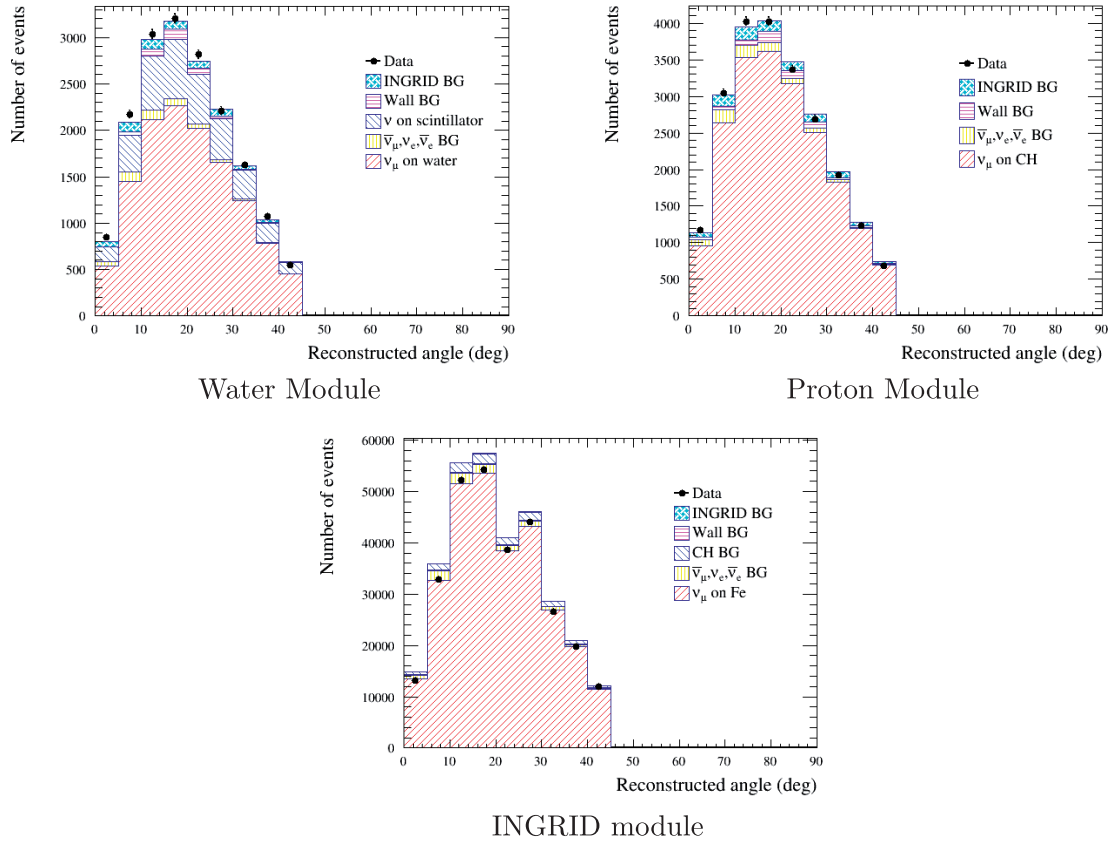 Number of events
3000
2500
2000
1500
1000
500
0
0 10 20 30 40 50 60 70 80 90
Reconstructed angle (deg)
Data
INGRID BG
Wall BG
ν on scintillator
ν̅μ,νe,ν̅e BG
νμ on water
Water Module
Number of events
4000
3500
3000
2500
2000
1500
1000
500
0
0 10 20 30 40 50 60 70 80 90
Reconstructed angle (deg)
Data
INGRID BG
Wall BG
ν̅μ,νe,ν̅e BG
νμ on CH
Proton Module
Number of events
60000
50000
40000
30000
20000
10000
0
0 10 20 30 40 50 60 70 80 90
Reconstructed angle (deg)
Data
INGRID BG
Wall BG
CH BG
ν̅μ,νe,ν̅e BG
νμ on Fe
INGRID module